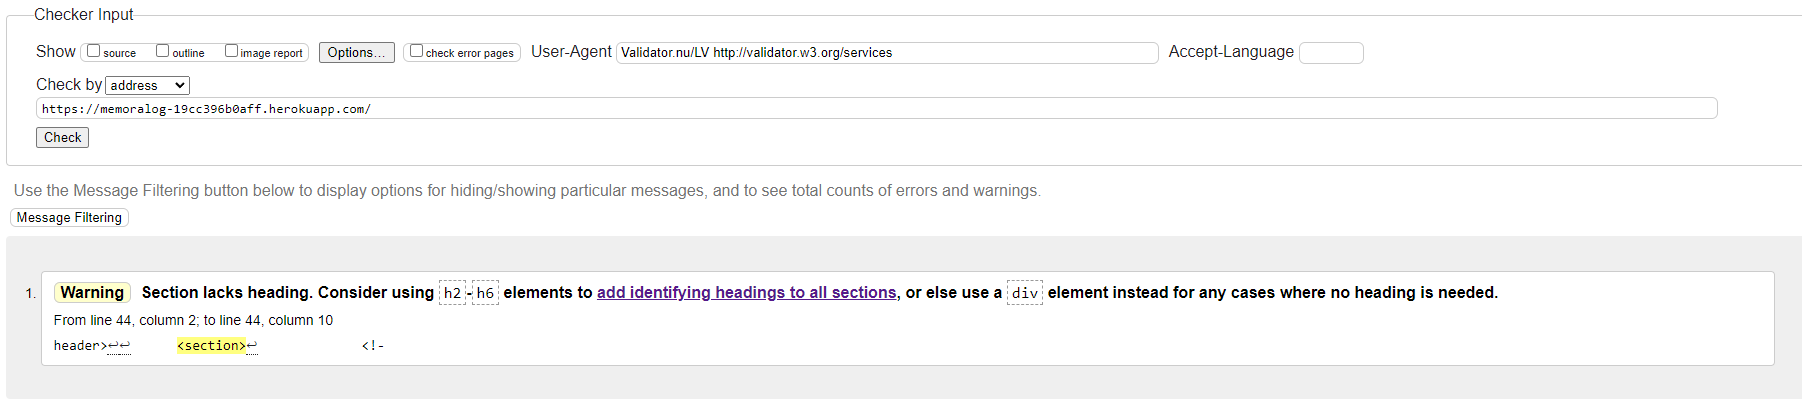 Checker Input
Show source outline image report Options... check error pages User-Agent Validator.nu/LV http://validator.w3.org/services Accept-Language
Check by address
https://memoralog-19cc396b0aff.herokuapp.com/
Check
Use the Message Filtering button below to display options for hiding/showing particular messages, and to see total counts of errors and warnings.
Message Filtering
1. Warning Section lacks heading. Consider using h2-h6 elements to add identifying headings to all sections, or else use a div element instead for any cases where no heading is needed.
From line 44, column 2; to line 44, column 10
header>↩↩ <section>↩ <!-